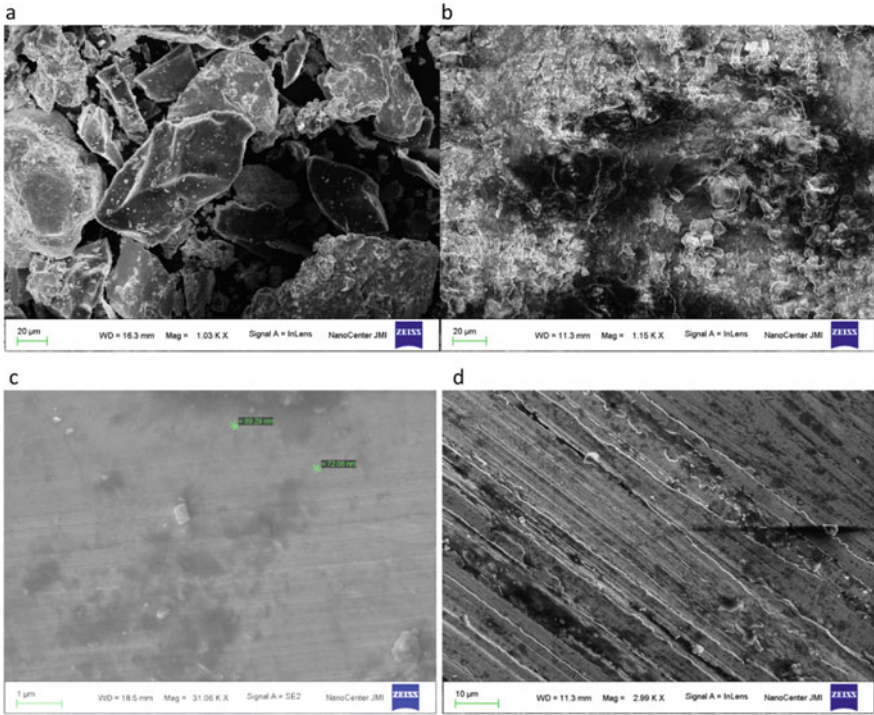 a
b
20 µm WD = 16.3 mm Mag = 1.03 K X Signal A = InLens NanoCenter JMI ZEISS
20 µm WD = 11.3 mm Mag = 1.15 K X Signal A = InLens NanoCenter JMI ZEISS
c
d
1 µm WD = 18.5 mm Mag = 31.06 K X Signal A = SE2 NanoCenter JMI ZEISS
10 µm WD = 11.3 mm Mag = 2.99 K X Signal A = InLens NanoCenter JMI ZEISS